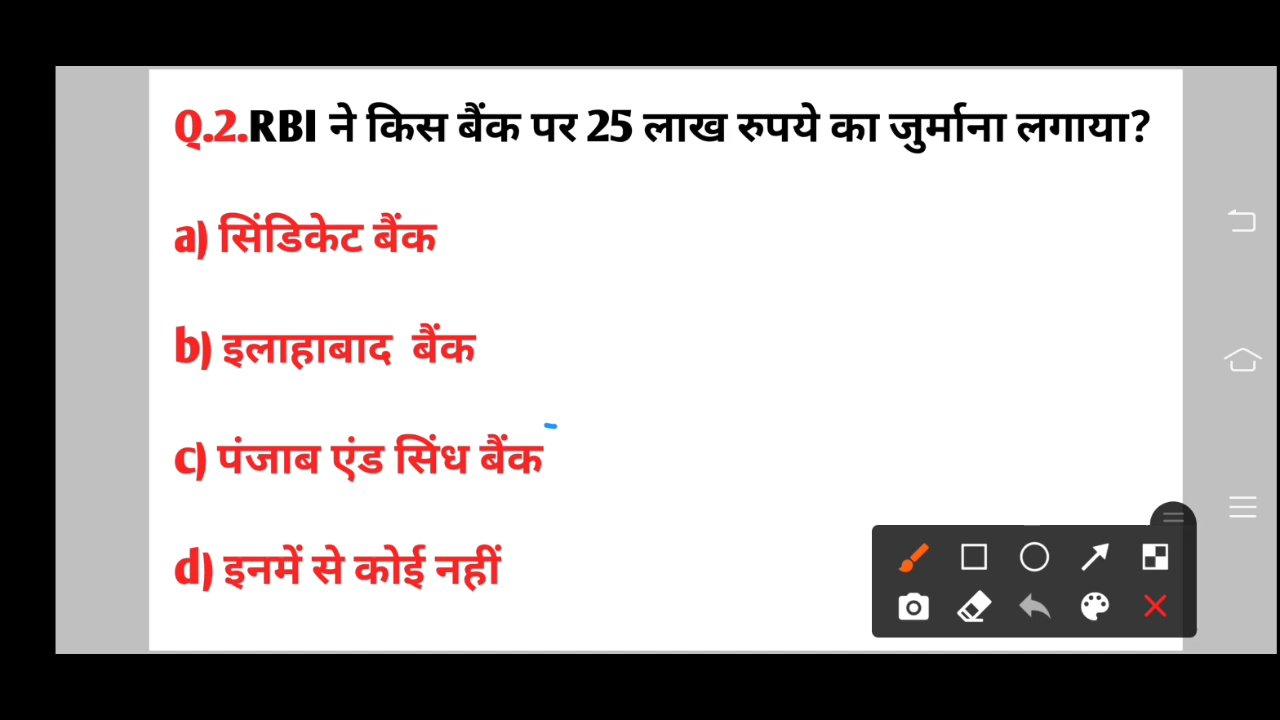 Q.2.RBI ने किस बैंक पर 25 लाख रुपये का जुर्माना लगाया?
a) सिंडिकेट बैंक
b) इलाहाबाद बैंक
c) पंजाब एंड सिंध बैंक
d) इनमें से कोई नहीं